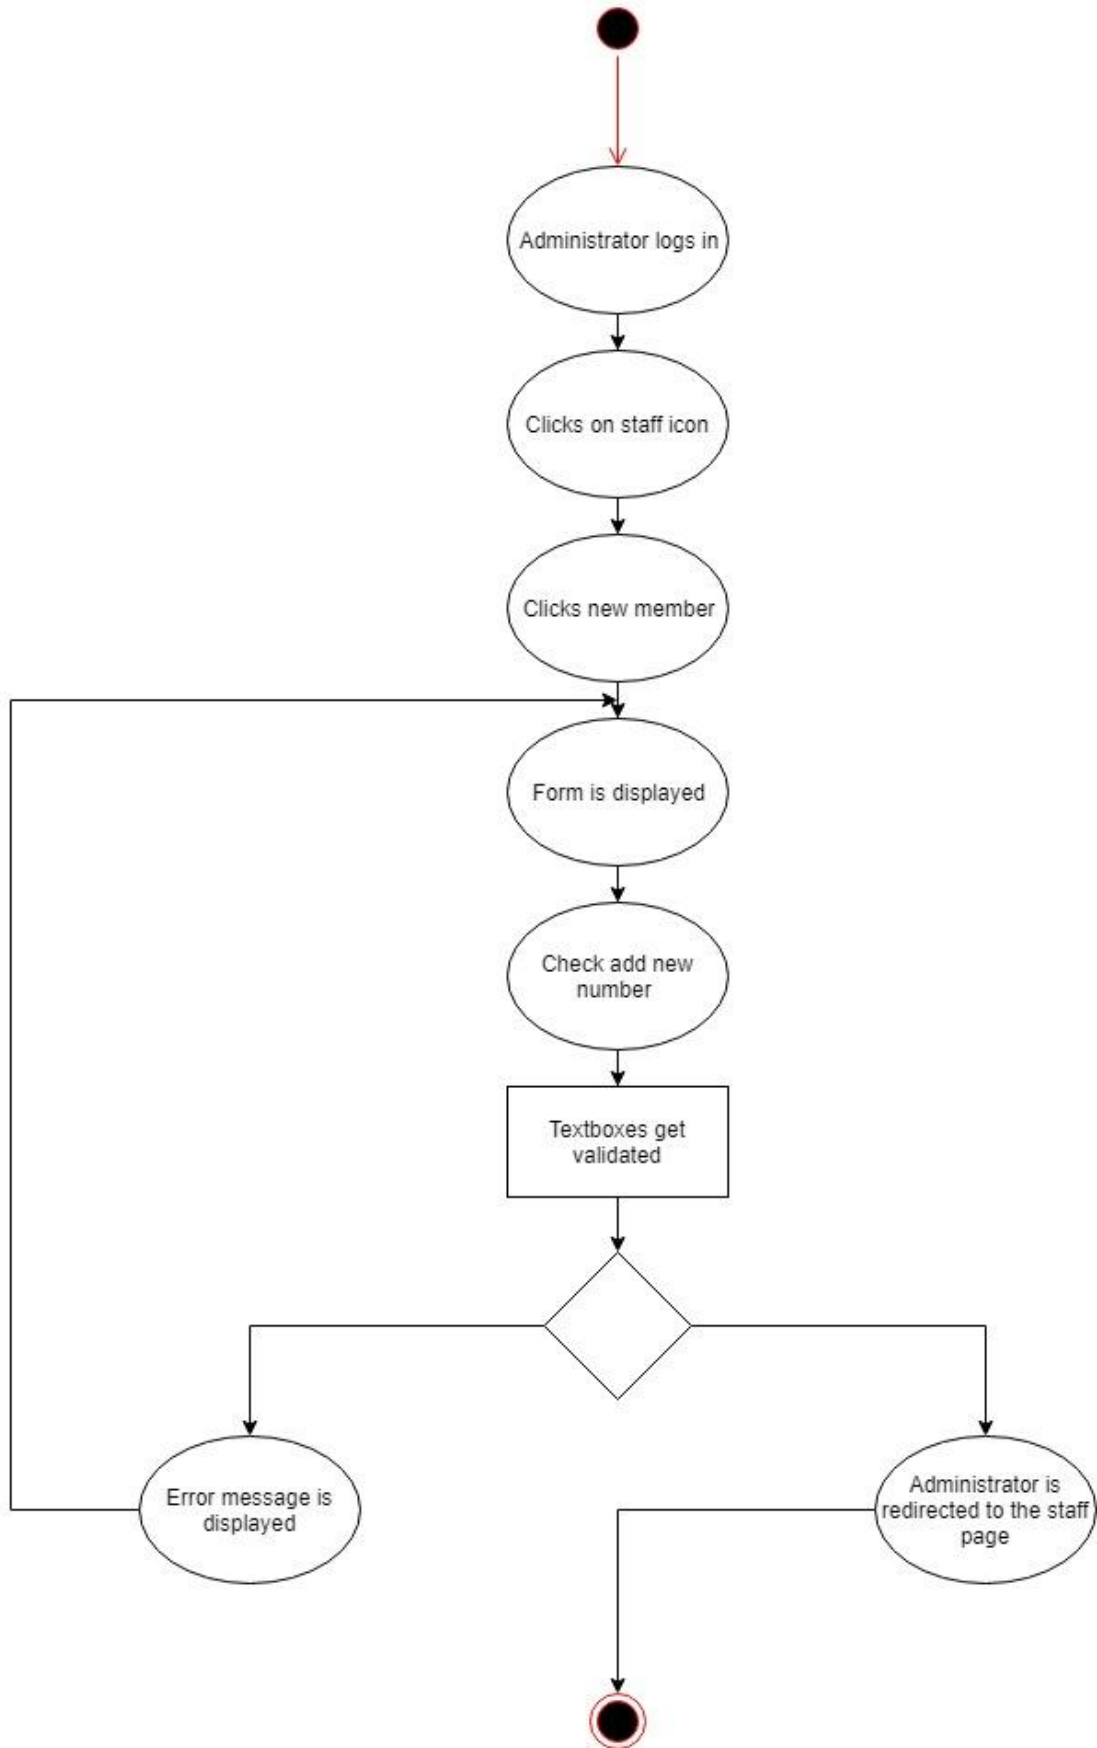 Administrator logs in
Clicks on staff icon
Clicks new member
Form is displayed
Check add new
number
Textboxes get
validated
Error message is
displayed
Administrator is
redirected to the staff
page